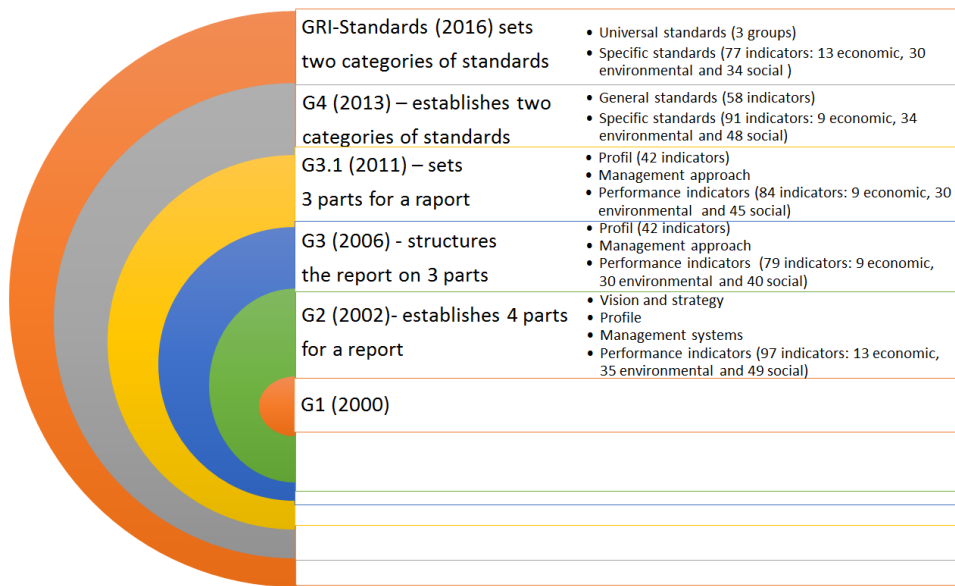 GRI-Standards (2016) sets
two categories of standards
• Universal standards (3 groups)
• Specific standards (77 indicators: 13 economic, 30
environmental and 34 social )
G4 (2013) – establishes two
categories of standards
• General standards (58 indicators)
• Specific standards (91 indicators: 9 economic, 34
environmental and 48 social)
G3.1 (2011) – sets
3 parts for a raport
• Profil (42 indicators)
• Management approach
• Performance indicators (84 indicators: 9 economic, 30
environmental and 45 social)
G3 (2006) - structures
the report on 3 parts
• Profil (42 indicators)
• Management approach
• Performance indicators (79 indicators: 9 economic,
30 environmental and 40 social)
G2 (2002)- establishes 4 parts
for a report
• Vision and strategy
• Profile
• Management systems
• Performance indicators (97 indicators: 13 economic,
35 environmental and 49 social)
G1 (2000)